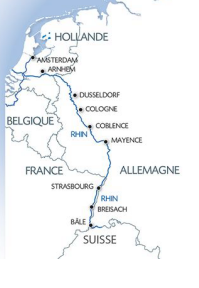 HOLLANDE
AMSTERDAM
ARNHEM
DUSSELDORF
COLOGNE
BELGIQUE
COBLENCE
RHIN
MAYENCE
FRANCE
ALLEMAGNE
STRASBOURG
RHIN
BREISACH
BÂLE
SUISSE